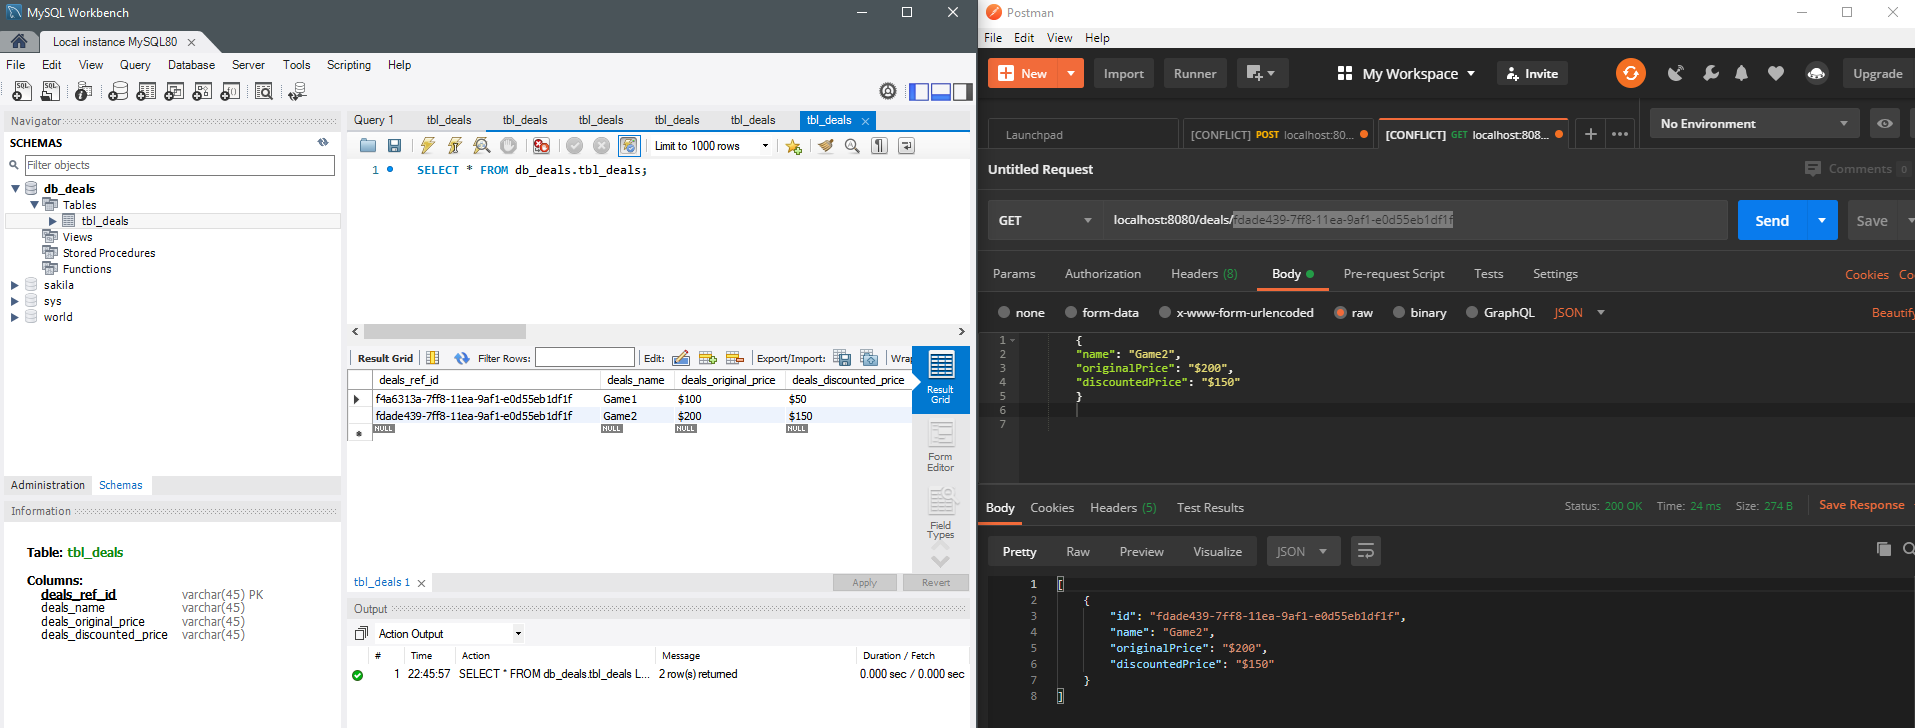 MySQL Workbench
Local instance MySQL80
File Edit View Query Database Server Tools Scripting Help
Navigator
SCHEMAS
Filter objects
db_deals
Tables
tbl_deals
Views
Stored Procedures
Functions
sakila
sys
world
Administration Schemas
Information
Table: tbl_deals
Columns:
deals_ref_id varchar(45) PK
deals_name varchar(45)
deals_original_price varchar(45)
deals_discounted_price varchar(45)
Query 1 tbl_deals tbl_deals tbl_deals tbl_deals tbl_deals tbl_deals
Limit to 1000 rows
1 SELECT * FROM db_deals.tbl_deals;
Result Grid Filter Rows: Edit: Export/Import: Wrap
deals_ref_id deals_name deals_original_price deals_discounted_price
f4a6313a-7ff8-11ea-9af1-e0d55eb1df1f Game1 $100 $50
fdade439-7ff8-11ea-9af1-e0d55eb1df1f Game2 $200 $150
NULL NULL NULL NULL
Result Grid
Form Editor
Field Types
tbl_deals 1 Apply Revert
Output
Action Output
# Time Action Message Duration / Fetch
1 22:45:57 SELECT * FROM db_deals.tbl_deals L... 2 row(s) returned 0.000 sec / 0.000 sec
Postman
File Edit View Help
New Import Runner My Workspace Invite Upgrade
Launchpad [CONFLICT] POST localhost:80... [CONFLICT] GET localhost:808... No Environment
Untitled Request Comments 0
GET localhost:8080/deals/fdade439-7ff8-11ea-9af1-e0d55eb1df1f Send Save
Params Authorization Headers (8) Body Pre-request Script Tests Settings Cookies Co
none form-data x-www-form-urlencoded raw binary GraphQL JSON Beautify
1 {
2 "name": "Game2",
3 "originalPrice": "$200",
4 "discountedPrice": "$150"
5 }
6
7
Body Cookies Headers (5) Test Results Status: 200 OK Time: 24 ms Size: 274 B Save Response
Pretty Raw Preview Visualize JSON
1 [
2 {
3 "id": "fdade439-7ff8-11ea-9af1-e0d55eb1df1f",
4 "name": "Game2",
5 "originalPrice": "$200",
6 "discountedPrice": "$150"
7 }
8 ]